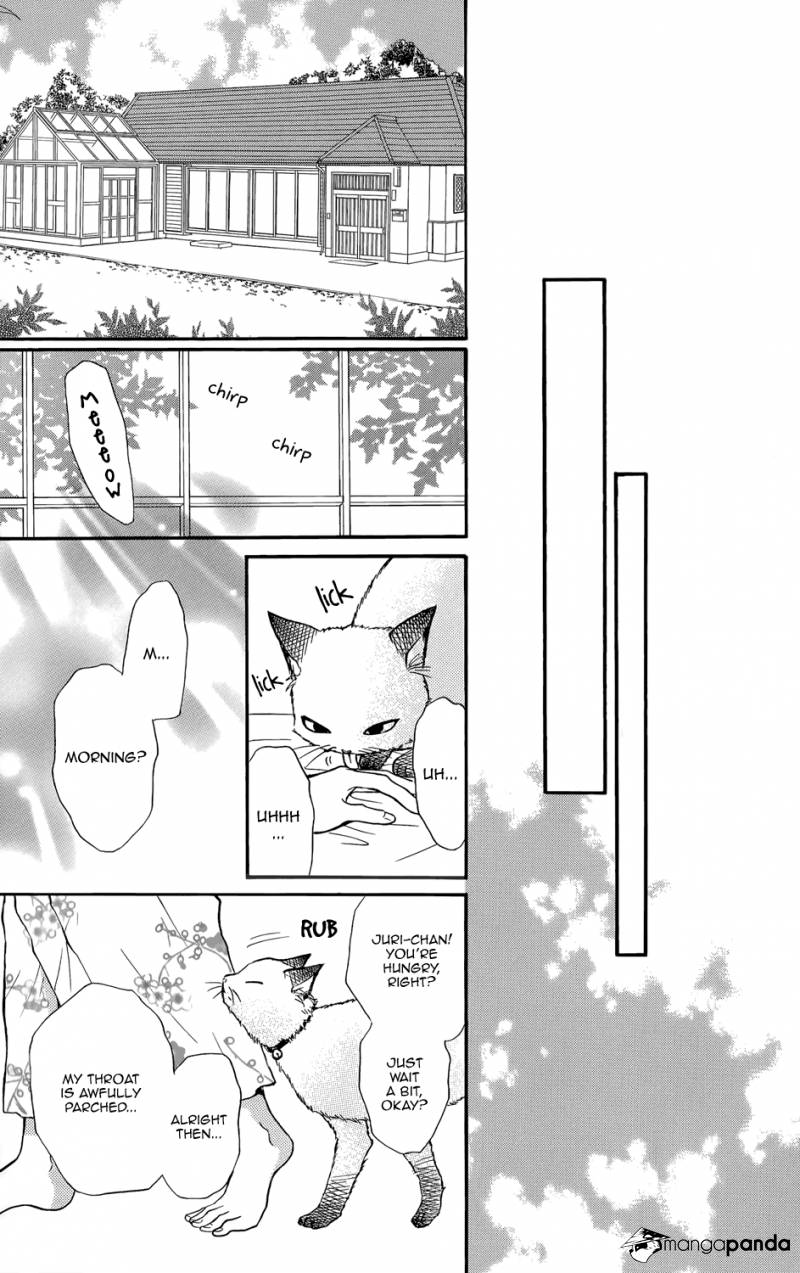 chirp
chirp
Meeeow
lick
lick
UH...
UHHH
...
M...
MORNING?
RUB
JURI-CHAN!
YOU'RE
HUNGRY,
RIGHT?
JUST
WAIT
A BIT,
OKAY?
ALRIGHT
THEN...
MY THROAT
IS AWFULLY
PARCHED...
mangapanda